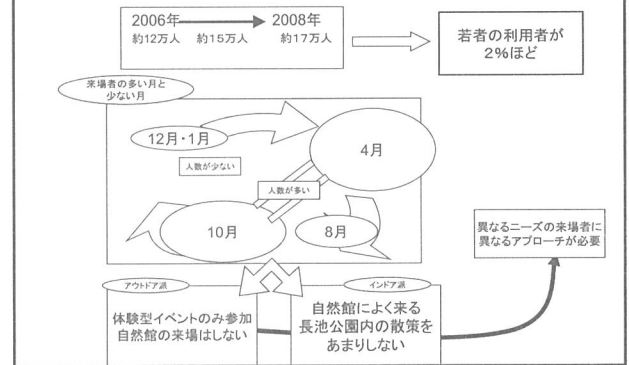 2006年 2008年
約12万人 約15万人 約17万人
若者の利用者が
2%ほど
来場者の多い月と
少ない月
12月・1月
4月
人数が少ない
人数が多い
10月
8月
異なるニーズの来場者に
異なるアプローチが必要
アウトドア派
体験型イベントのみ参加
自然館の来場はしない
インドア派
自然館によく来る
長池公園内の散策を
あまりしない